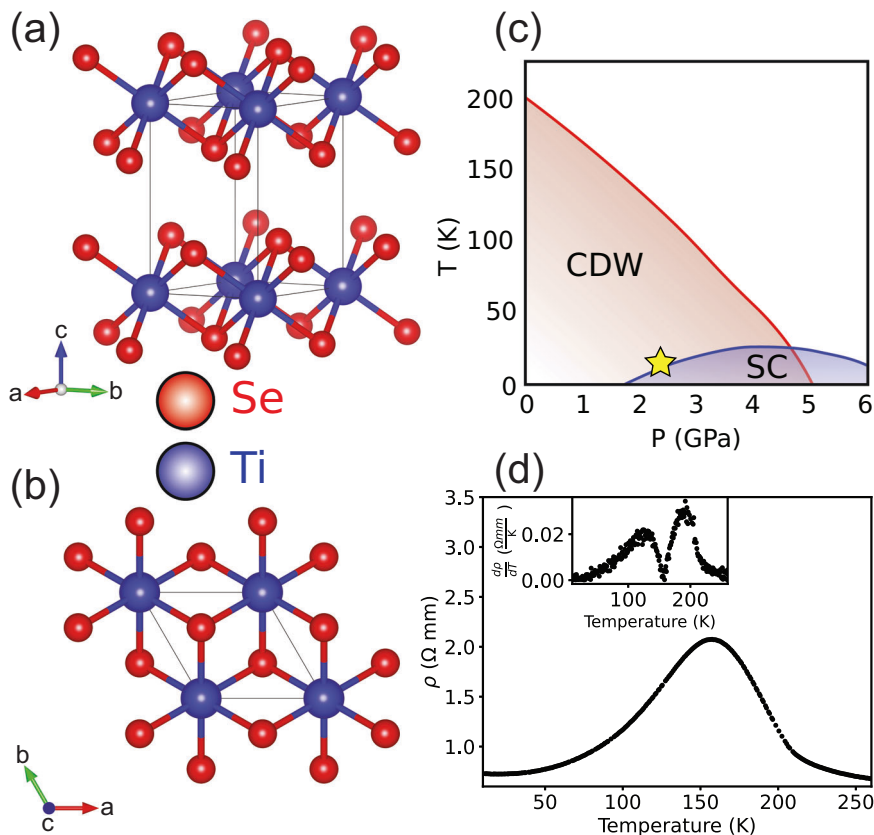 (a)
c
a
b
Se
Ti
(b)
b
c
a
(c)
200
150
100
50
0
T (K)
CDW
SC
0 1 2 3 4 5 6
P (GPa)
(d)
3.5
3.0
2.5
2.0
1.5
1.0
ρ (Ω mm)
dρ/dT (Ωmm/K)
0.02
0.00
100 200
Temperature (K)
50 100 150 200 250
Temperature (K)